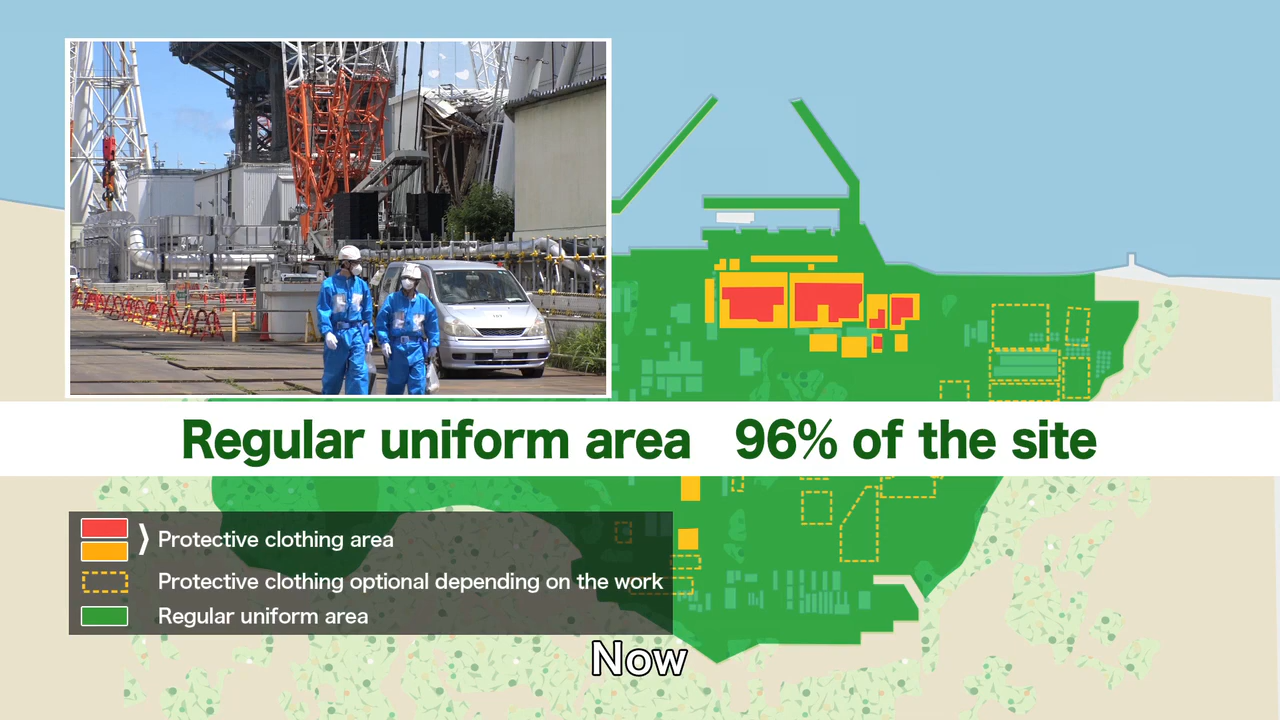 Regular uniform area 96% of the site
Protective clothing area
Protective clothing optional depending on the work
Regular uniform area
Now